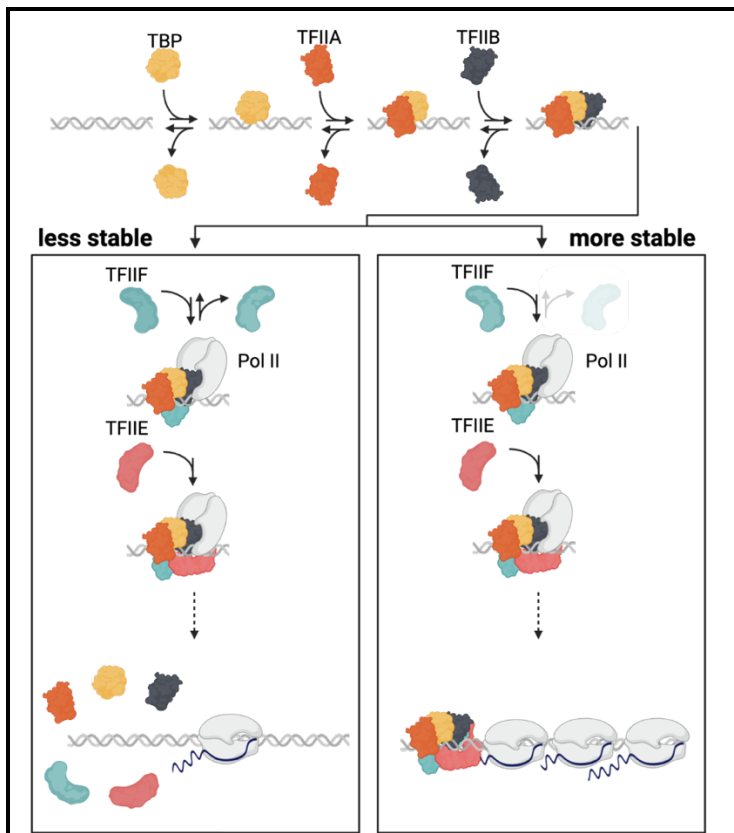 TBP TFIIA TFIIB
less stable more stable
TFIIF TFIIF
Pol II Pol II
TFIIE TFIIE